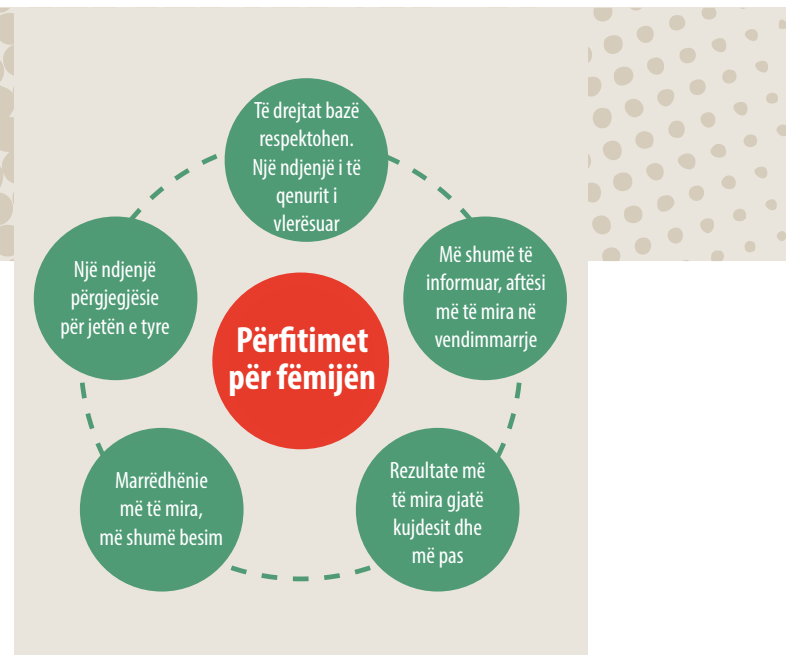 Të drejtat bazë
respektohen.
Një ndjenjë i të
qenurit i
vlerësuar
Më shumë të
informuar, aftësi
më të mira në
vendimmarrje
Rezultate më
të mira gjatë
kujdesit dhe
më pas
Marrëdhënie
më të mira,
më shumë besim
Një ndjenjë
përgjegjësie
për jetën e tyre
Përfitimet
për fëmijën